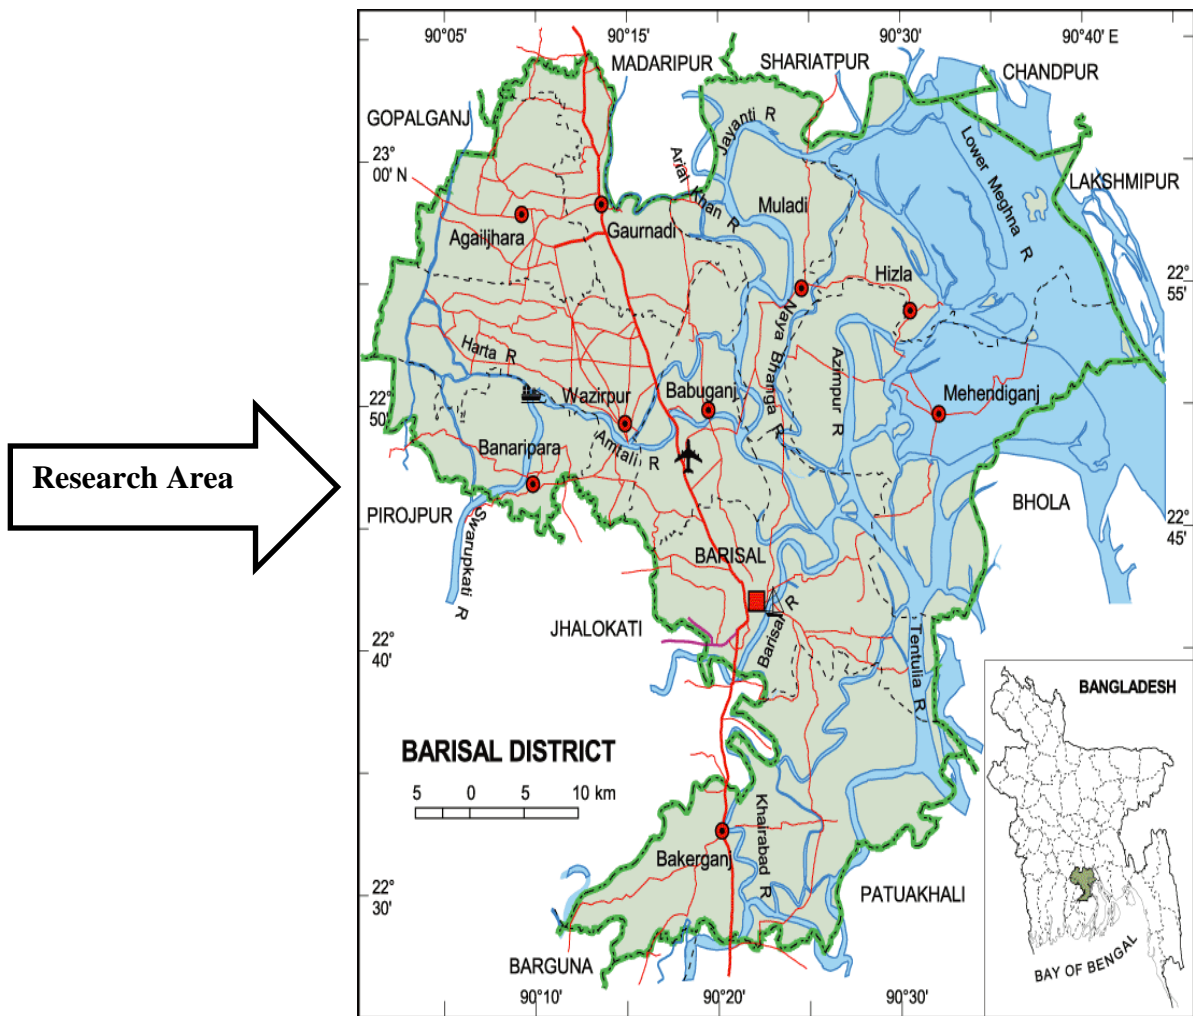 90°05'
90°15'
90°30'
90°40' E
MADARIPUR
SHARIATPUR
CHANDPUR
GOPALGANJ
Jayanti R
Lower Meghna R
23°
00' N
Arial Khan R
LAKSHMIPUR
Muladi
Agailjhara
Gaurnadi
Hizla
22°
55'
Naya Bhanga R
Harta R
Azimpur R
Wazirpur
Babuganj
Mehendiganj
22°
50'
Amtali R
Banaripara
Research Area
BHOLA
PIROJPUR
22°
45'
Swarupkati R
BARISAL
JHALOKATI
Barisal R
22°
40'
Tentulia R
BANGLADESH
BARISAL DISTRICT
5 0 5 10 km
Khairabad R
Bakerganj
PATUAKHALI
22°
30'
BAY OF BENGAL
BARGUNA
90°10'
90°20'
90°30'